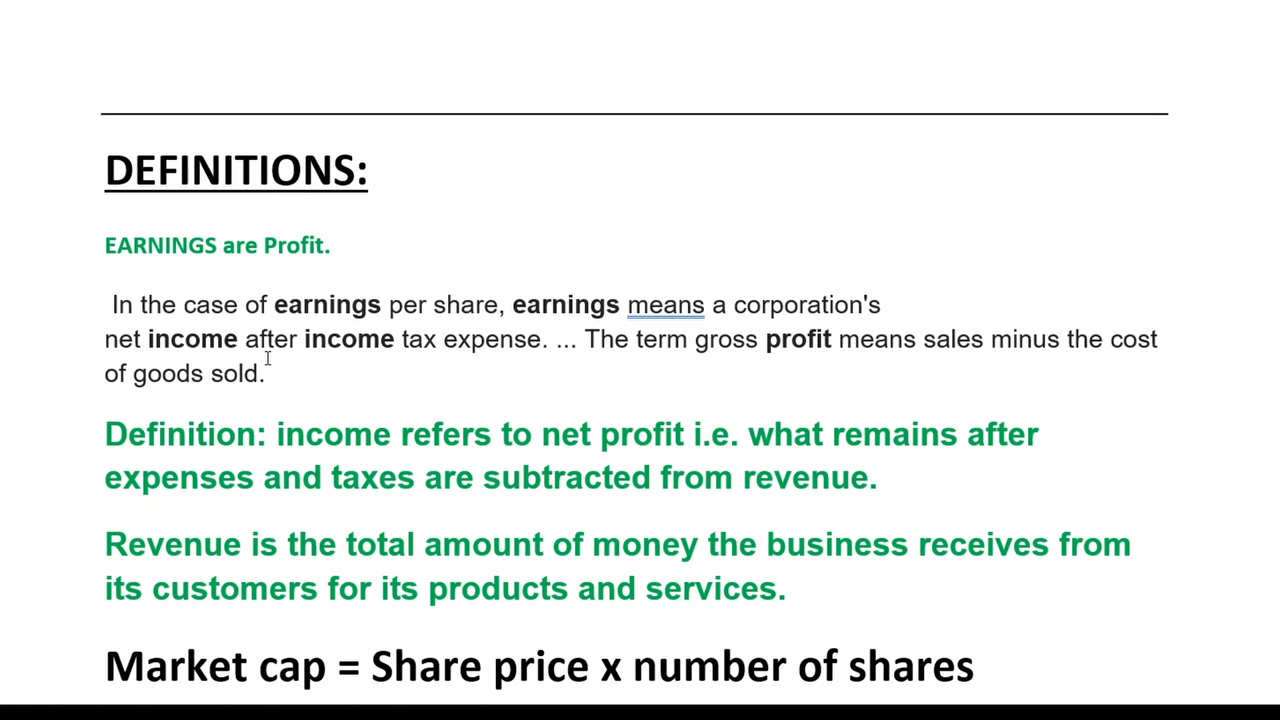 DEFINITIONS:
EARNINGS are Profit.
In the case of earnings per share, earnings means a corporation's
net income after income tax expense. ... The term gross profit means sales minus the cost
of goods sold.
Definition: income refers to net profit i.e. what remains after
expenses and taxes are subtracted from revenue.
Revenue is the total amount of money the business receives from
its customers for its products and services.
Market cap = Share price x number of shares